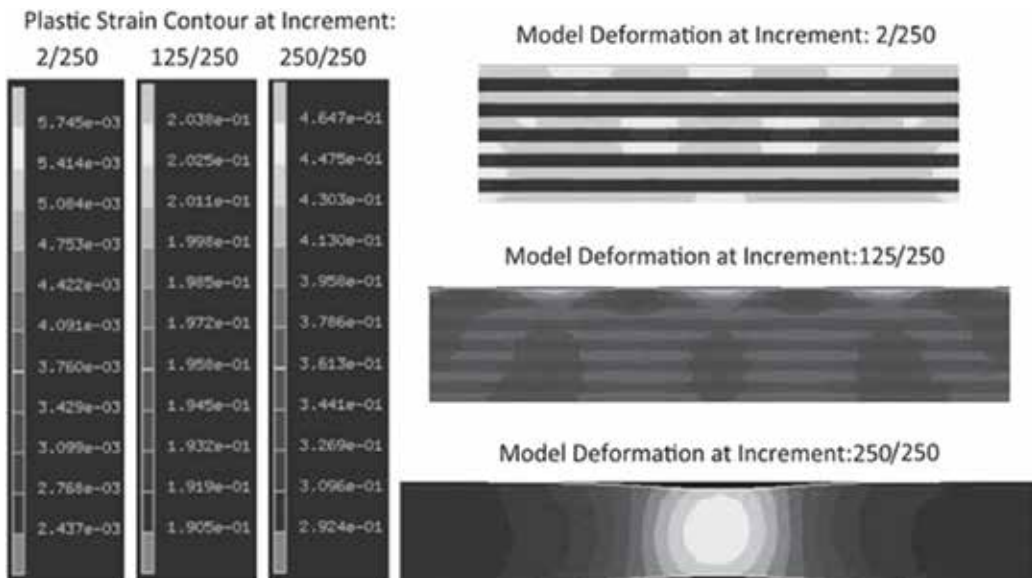 Plastic Strain Contour at Increment:
2/250 125/250 250/250
5.745e-03
5.414e-03
5.084e-03
4.753e-03
4.422e-03
4.091e-03
3.760e-03
3.429e-03
3.099e-03
2.768e-03
2.437e-03
2.038e-01
2.025e-01
2.011e-01
1.998e-01
1.985e-01
1.972e-01
1.958e-01
1.945e-01
1.932e-01
1.919e-01
1.905e-01
4.647e-01
4.475e-01
4.303e-01
4.130e-01
3.958e-01
3.786e-01
3.613e-01
3.441e-01
3.269e-01
3.096e-01
2.924e-01
Model Deformation at Increment: 2/250
Model Deformation at Increment:125/250
Model Deformation at Increment:250/250